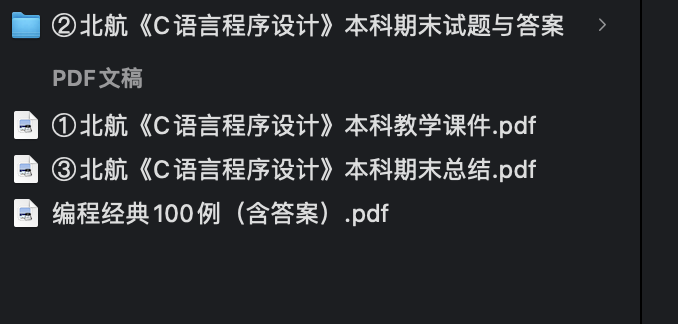 ②北航《C语言程序设计》本科期末试题与答案
PDF文稿
①北航《C语言程序设计》本科教学课件.pdf
③北航《C语言程序设计》本科期末总结.pdf
编程经典100例（含答案）.pdf